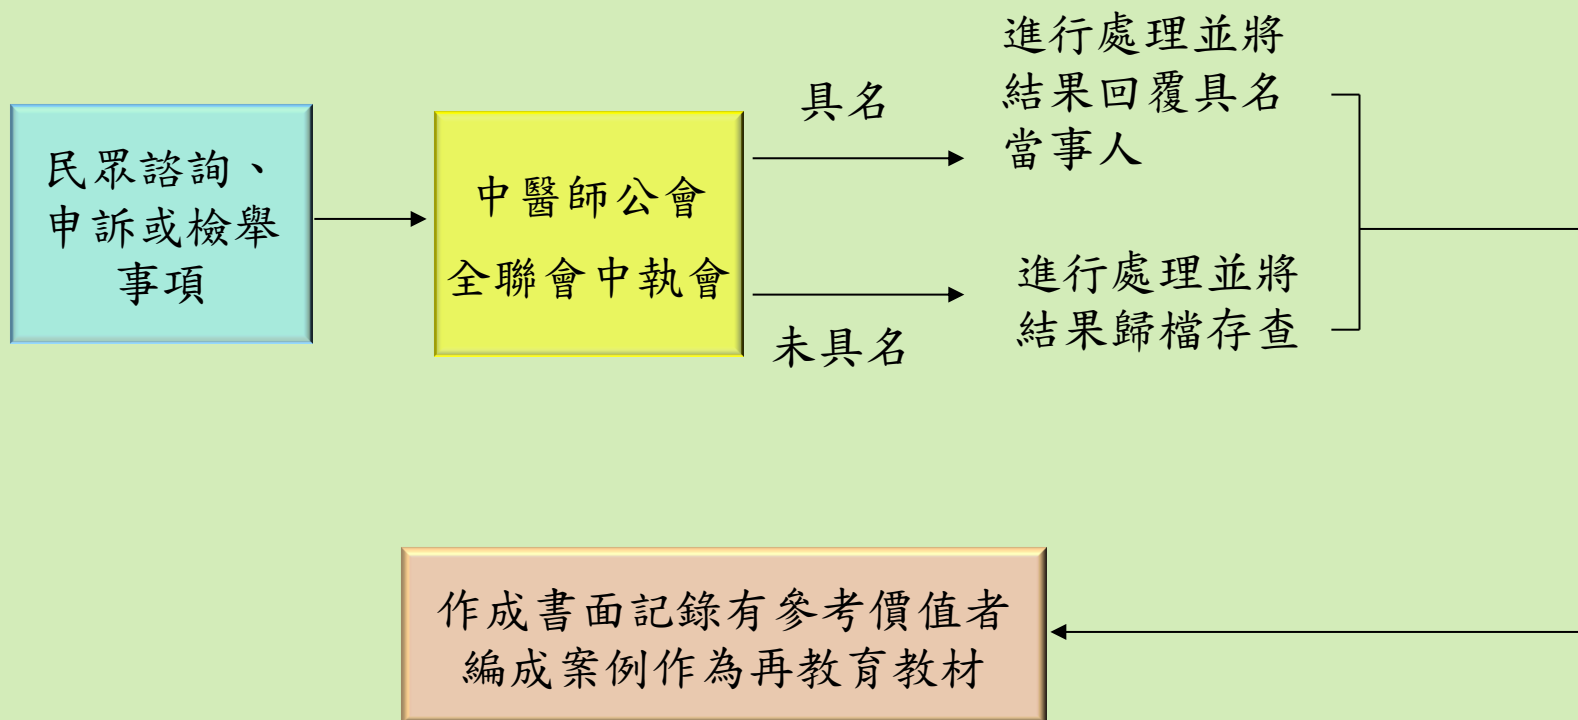 民眾諮詢、
申訴或檢舉
事項
中醫師公會
全聯會中執會
具名
進行處理並將
結果回覆具名
當事人
未具名
進行處理並將
結果歸檔存查
作成書面記錄有參考價值者
編成案例作為再教育教材